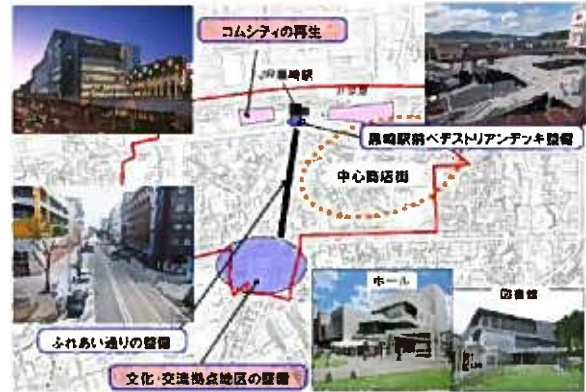 コムシティの再生
JR黒崎駅
黒崎駅前ペデストリアンデッキ整備
中心商店街
ホール
図書館
ふれあい通りの整備
文化・交流拠点地区の整備